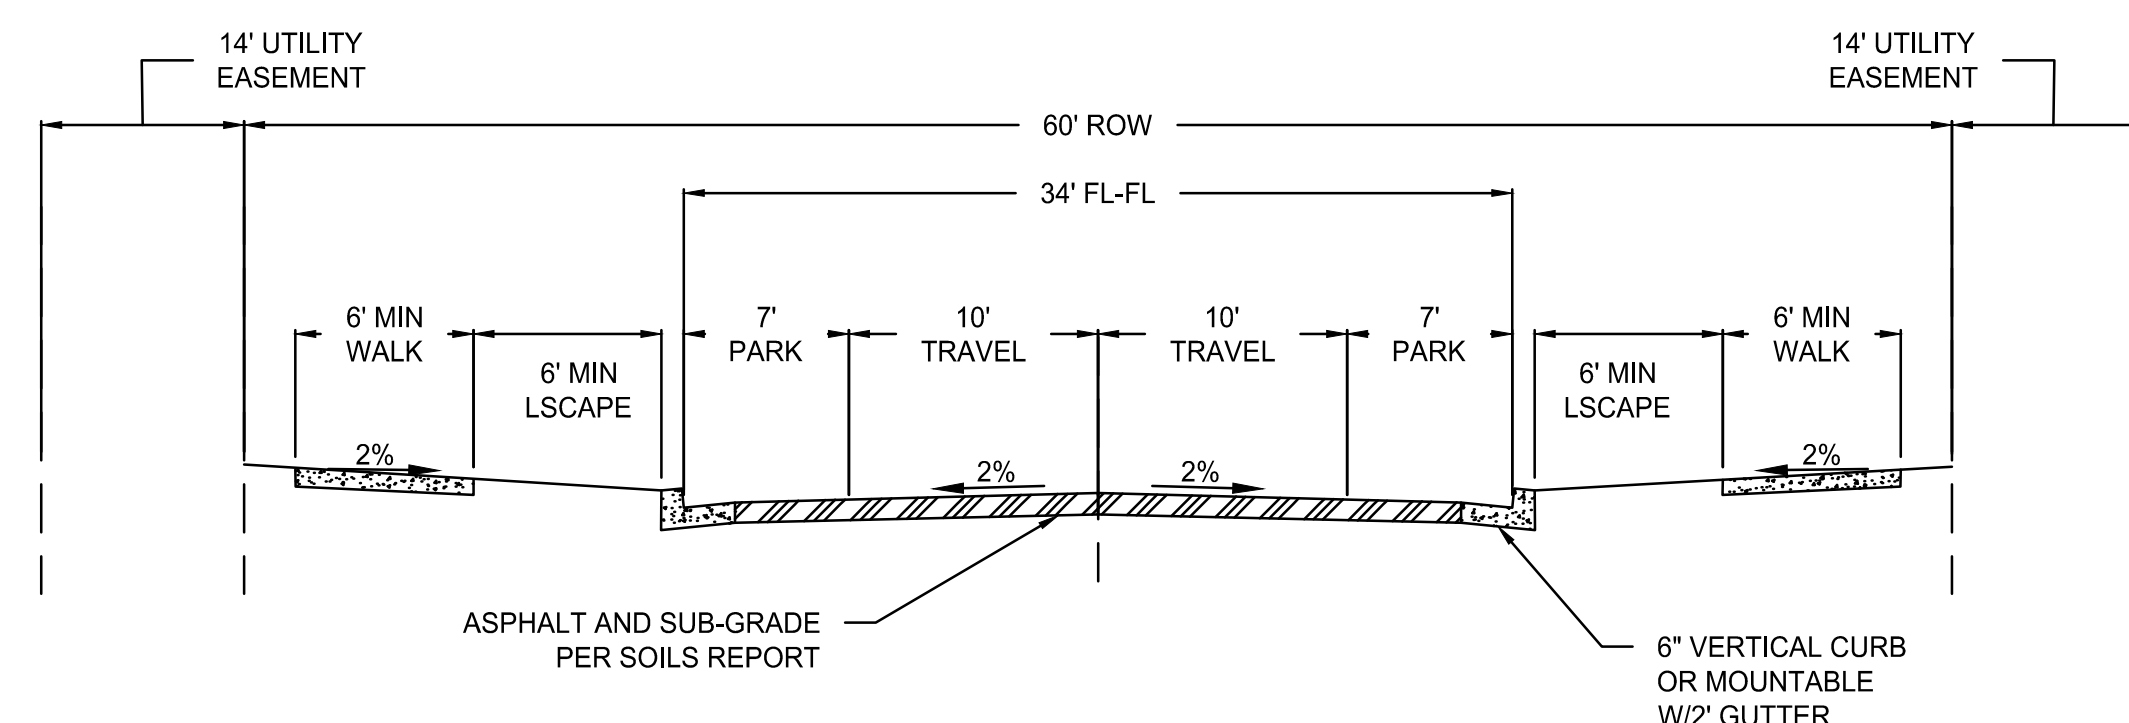 14' UTILITY
EASEMENT
14' UTILITY
EASEMENT
60' ROW
34' FL-FL
6' MIN
WALK
6' MIN
LSCAPE
7'
PARK
10'
TRAVEL
10'
TRAVEL
7'
PARK
6' MIN
LSCAPE
6' MIN
WALK
2%
2%
2%
2%
ASPHALT AND SUB-GRADE
PER SOILS REPORT
6" VERTICAL CURB
OR MOUNTABLE
W/2' GUTTER